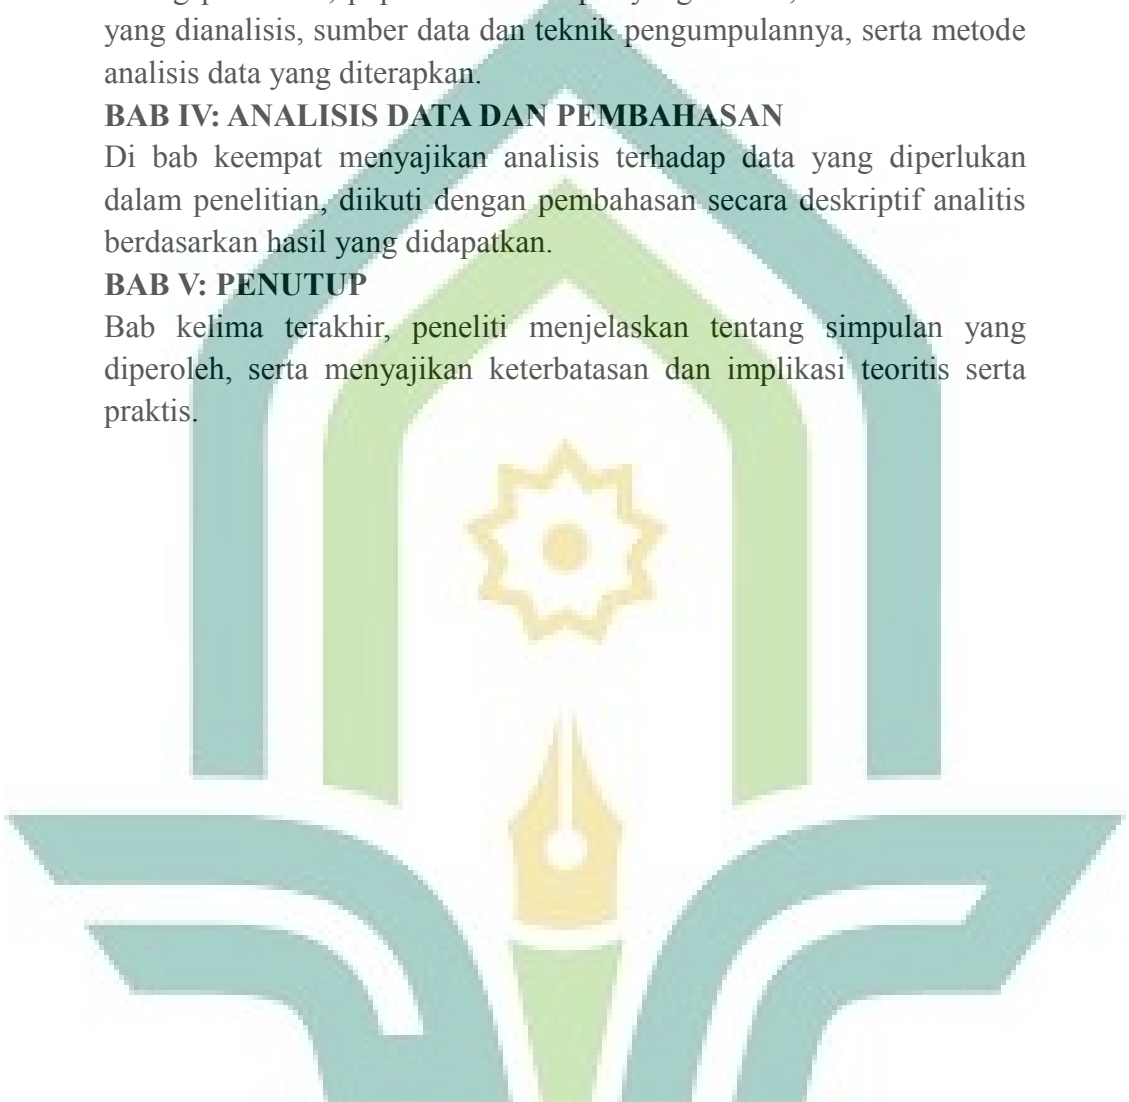 yang dianalisis, sumber data dan teknik pengumpulannya, serta metode
analisis data yang diterapkan.
BAB IV: ANALISIS DATA DAN PEMBAHASAN
Di bab keempat menyajikan analisis terhadap data yang diperlukan
dalam penelitian, diikuti dengan pembahasan secara deskriptif analitis
berdasarkan hasil yang didapatkan.
BAB V: PENUTUP
Bab kelima terakhir, peneliti menjelaskan tentang simpulan yang
diperoleh, serta menyajikan keterbatasan dan implikasi teoritis serta
praktis.